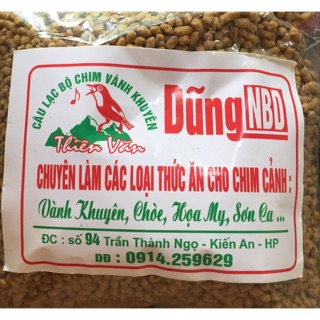 CÂU LẠC BỘ CHIM VÀNH KHUYÊN
Thiên Văn
Dũng NBD
CHUYÊN LÀM CÁC LOẠI THỨC ĂN CHO CHIM CẢNH :
Vành Khuyên, Chòe, Họa My, Sơn Ca ...
ĐC : số 94 Trần Thành Ngọ - Kiến An - HP
DĐ : 0914.259629